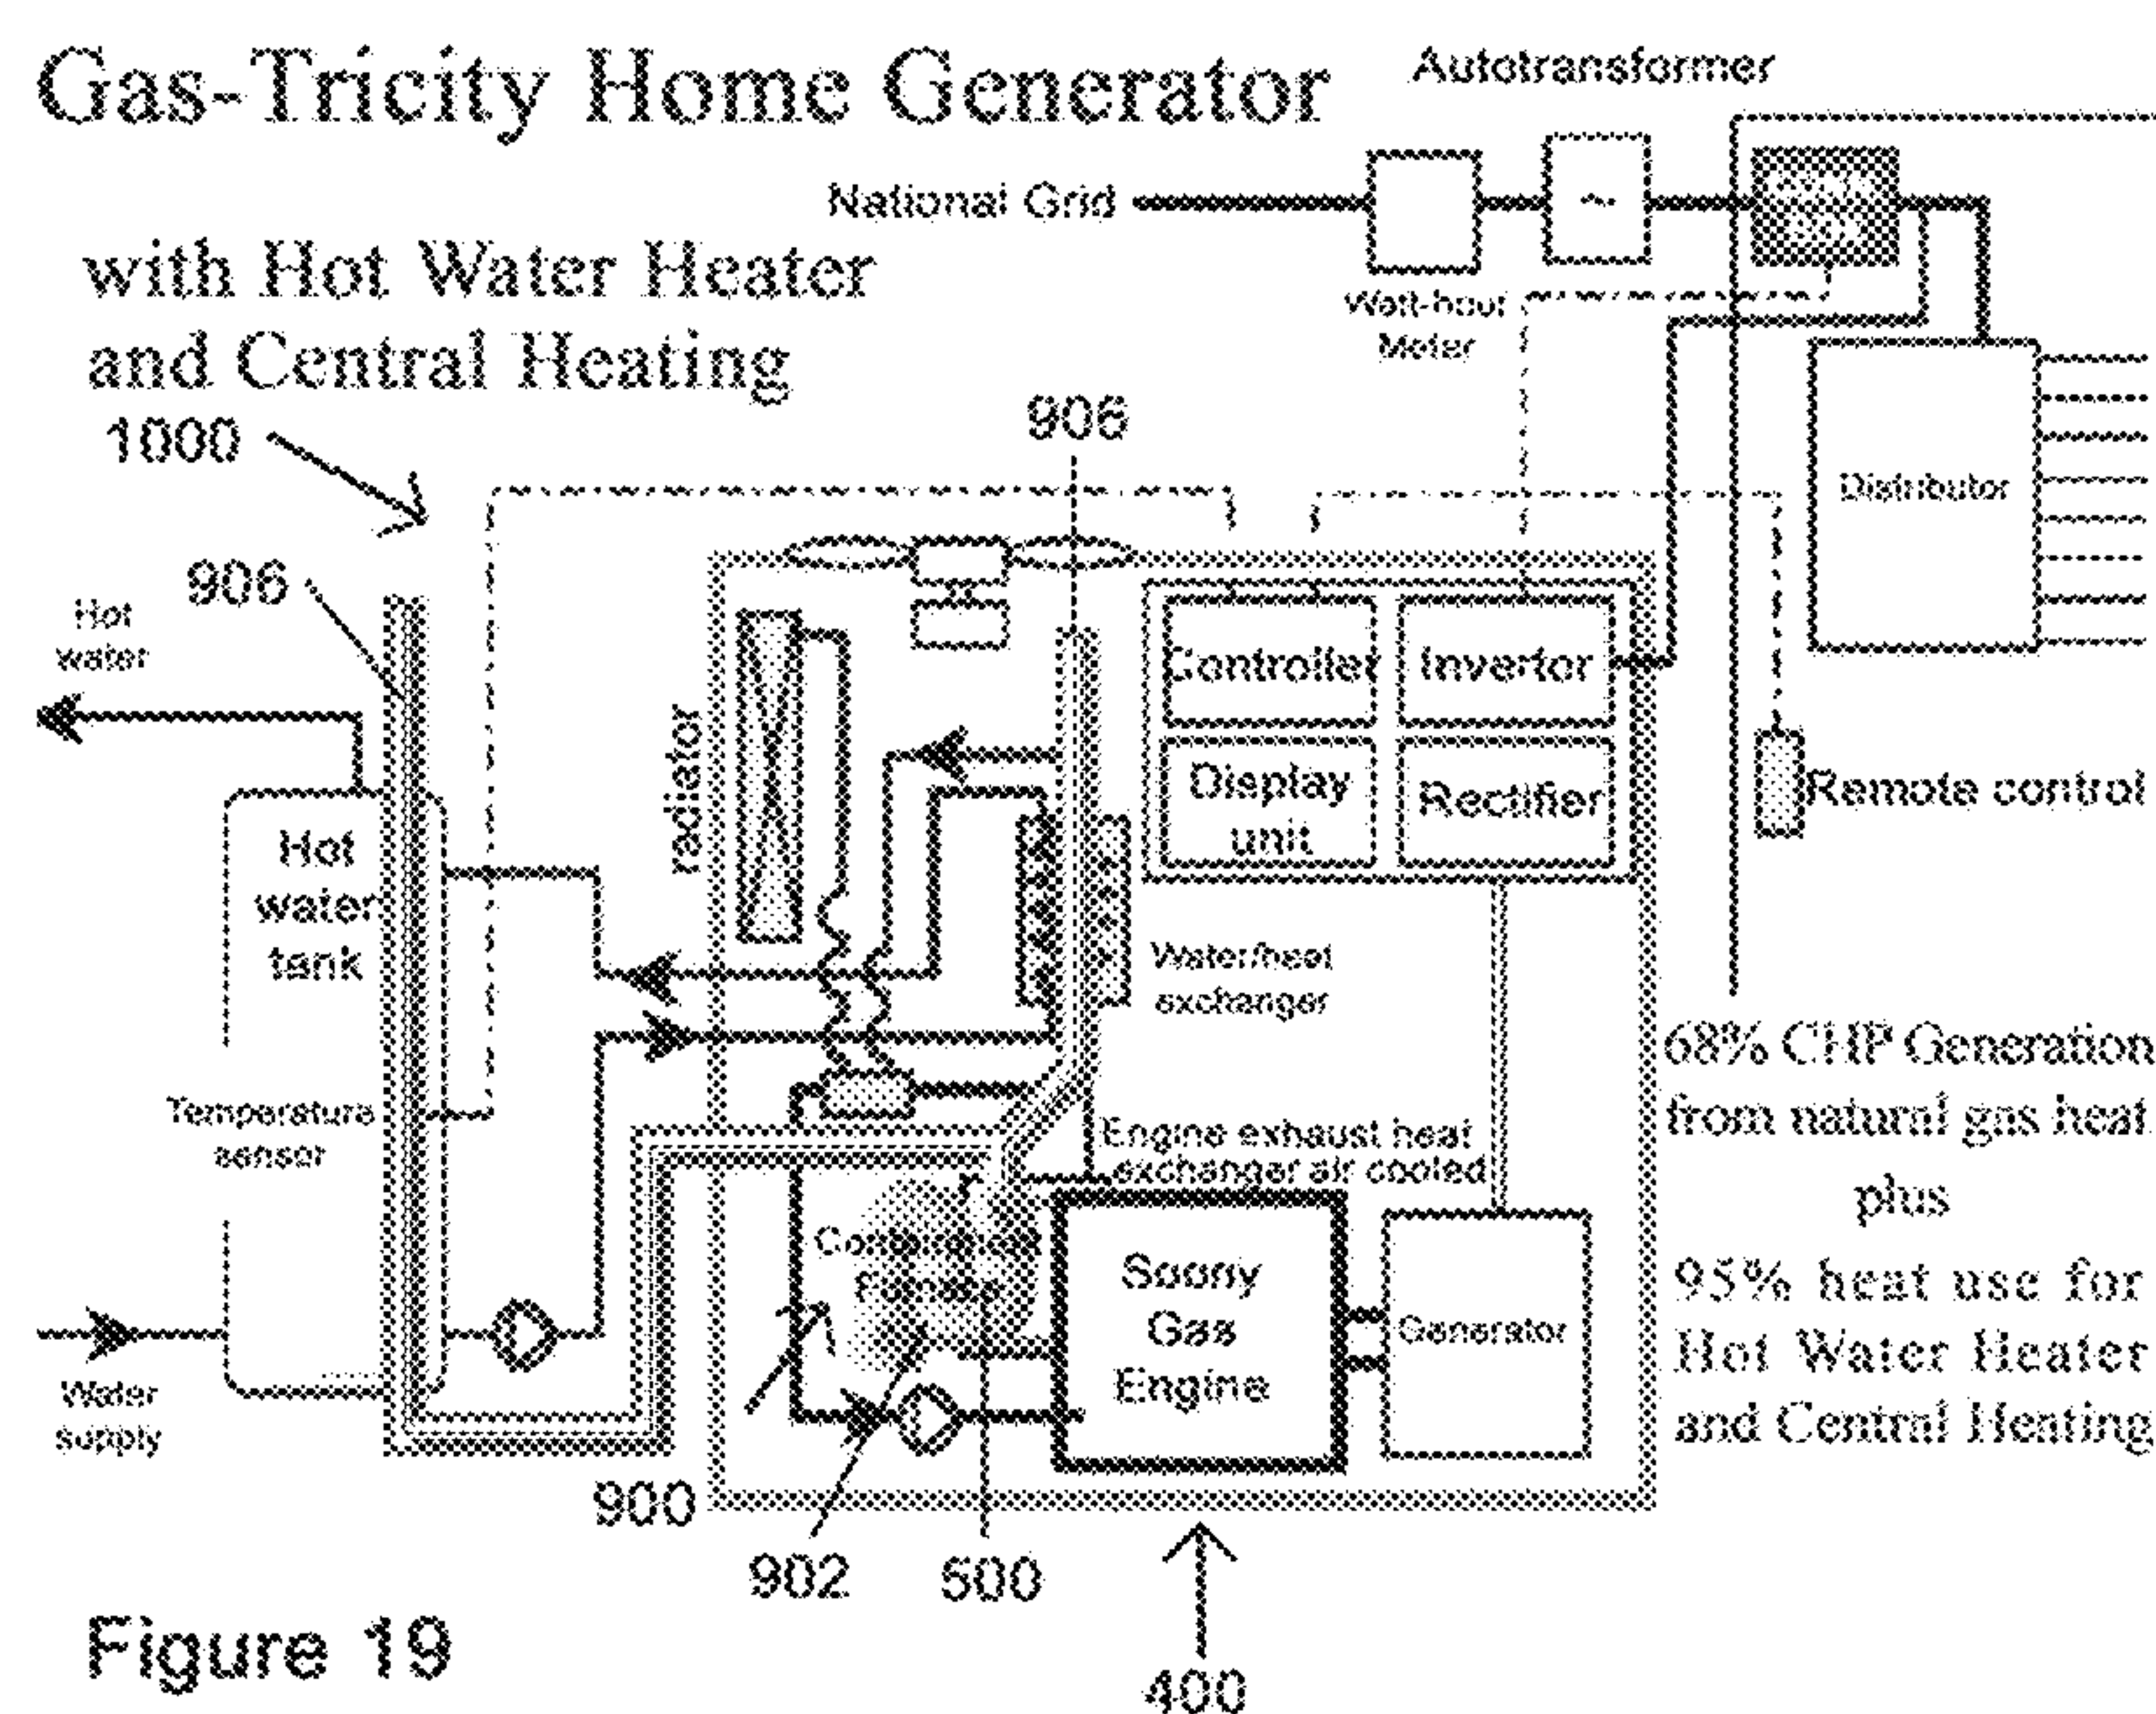 Gas-Tricity Home Generator
Autotransformer
National Grid
with Hot Water Heater
and Central Heating
Watt-hour
Meter
1000
906
Distributor
906
Hot
water
Controller
Invertor
radiator
Display
unit
Rectifier
Remote control
Hot
water
tank
Water/heat
exchanger
68% CHP Generation
from natural gas heat
plus
95% heat use for
Hot Water Heater
and Central Heating
Temperature
sensor
Engine exhaust heat
exchanger air cooled
Soony
Gas
Engine
Generator
Water
supply
900
902
500
400
Figure 19